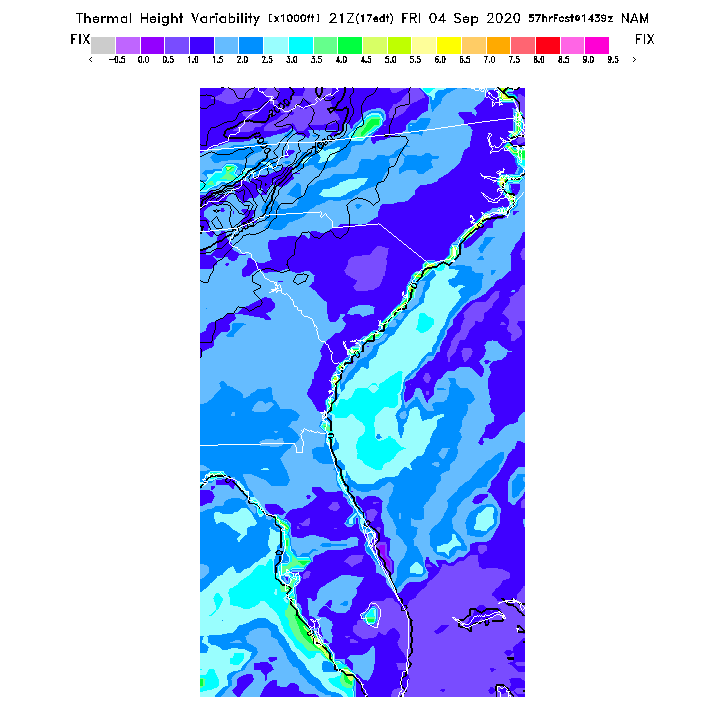 Thermal Height Variability [x1000ft] 21Z(17edt) FRI 04 Sep 2020 57hrFcst@1439z NAM
FIX FIX
< -0.5 0.0 0.5 1.0 1.5 2.0 2.5 3.0 3.5 4.0 4.5 5.0 5.5 6.0 6.5 7.0 7.5 8.0 8.5 9.0 9.5 >